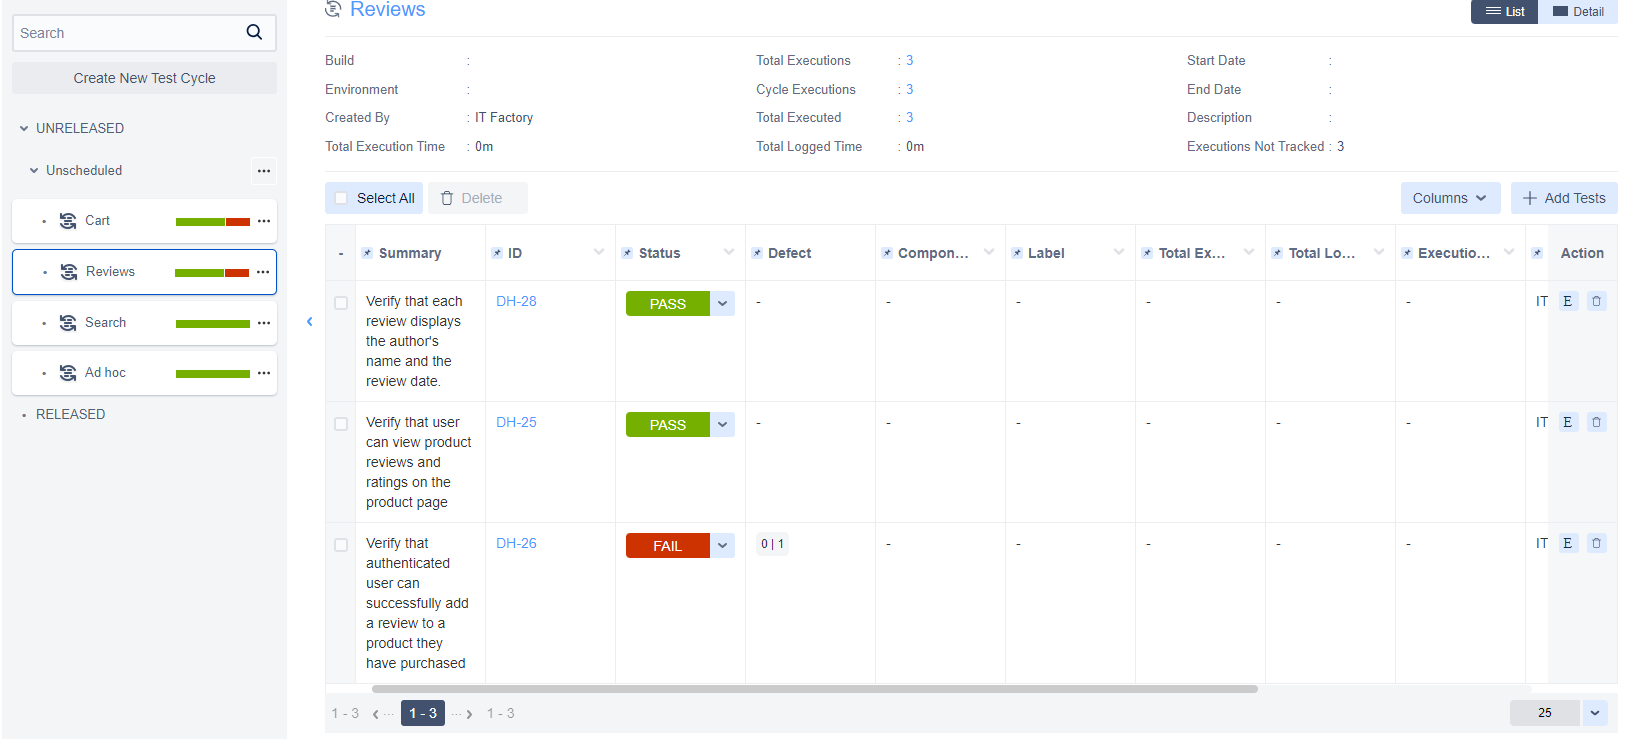 Search
Create New Test Cycle
UNRELEASED
Unscheduled
Cart
Reviews
Search
Ad hoc
RELEASED
Reviews
List
Detail
Build :
Total Executions : 3
Start Date :
Environment :
Cycle Executions : 3
End Date :
Created By : IT Factory
Total Executed : 3
Description :
Total Execution Time : 0m
Total Logged Time : 0m
Executions Not Tracked : 3
Select All
Delete
Columns
Add Tests
- Summary ID Status Defect Compon... Label Total Ex... Total Lo... Executio... Action
Verify that each
review displays
the author's
name and the
review date.
DH-28 PASS - - - - - - IT E
Verify that user
can view product
reviews and
ratings on the
product page
DH-25 PASS - - - - - - IT E
Verify that
authenticated
user can
successfully add
a review to a
product they
have purchased
DH-26 FAIL 0 | 1 - - - - - IT E
1 - 3 ... 1 - 3 ... 1 - 3
25